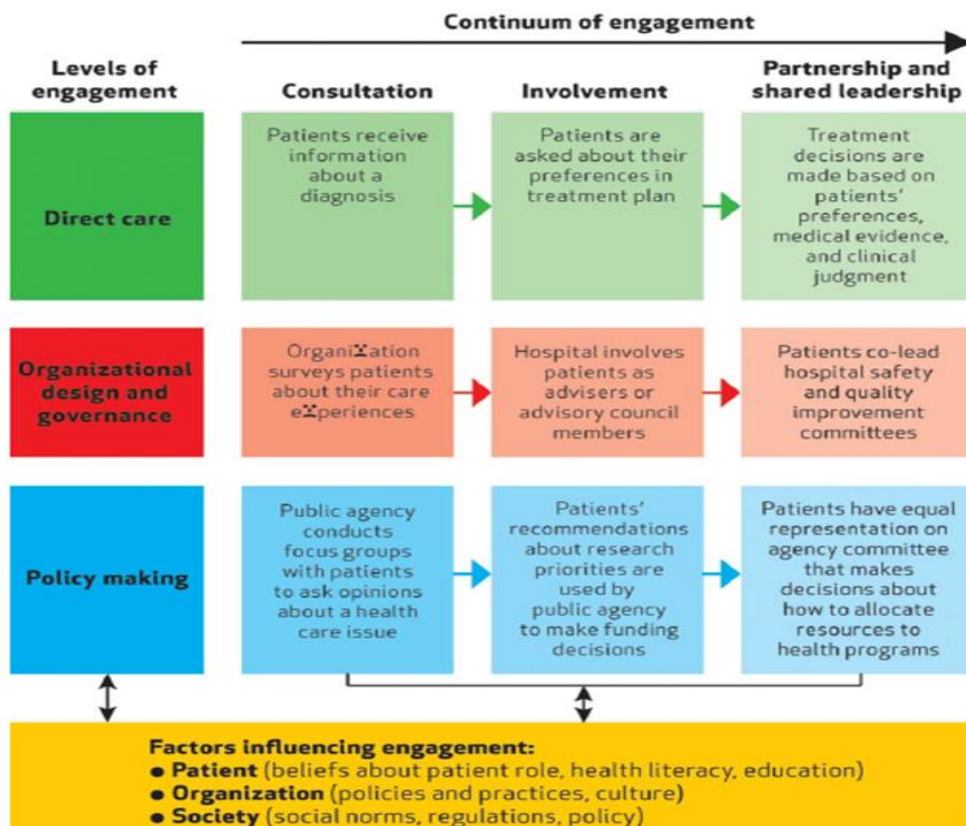 Continuum of engagement
Levels of
engagement
Consultation
Involvement
Partnership and
shared leadership
Direct care
Patients receive
information
about a
diagnosis
Patients are
asked about their
preferences in
treatment plan
Treatment
decisions are
made based on
patients'
preferences,
medical evidence,
and clinical
judgment
Organizational
design and
governance
Organization
surveys patients
about their care
experiences
Hospital involves
patients as
advisers or
advisory council
members
Patients co-lead
hospital safety
and quality
improvement
committees
Policy making
Public agency
conducts
focus groups
with patients
to ask opinions
about a health
care issue
Patients'
recommendations
about research
priorities are
used by
public agency
to make funding
decisions
Patients have equal
representation on
agency committee
that makes
decisions about
how to allocate
resources to
health programs
Factors influencing engagement:
● Patient (beliefs about patient role, health literacy, education)
● Organization (policies and practices, culture)
● Society (social norms, regulations, policy)